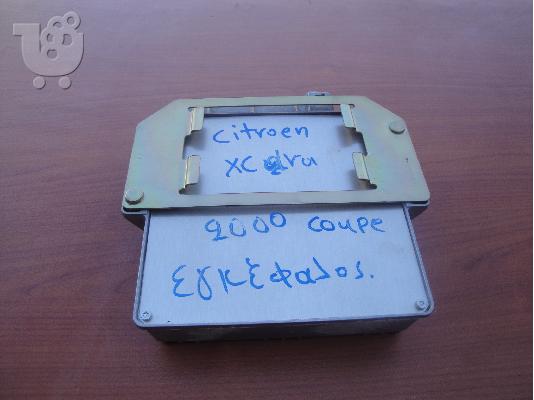 citroen
xcara
2000 coupe
εγκέφαλος.